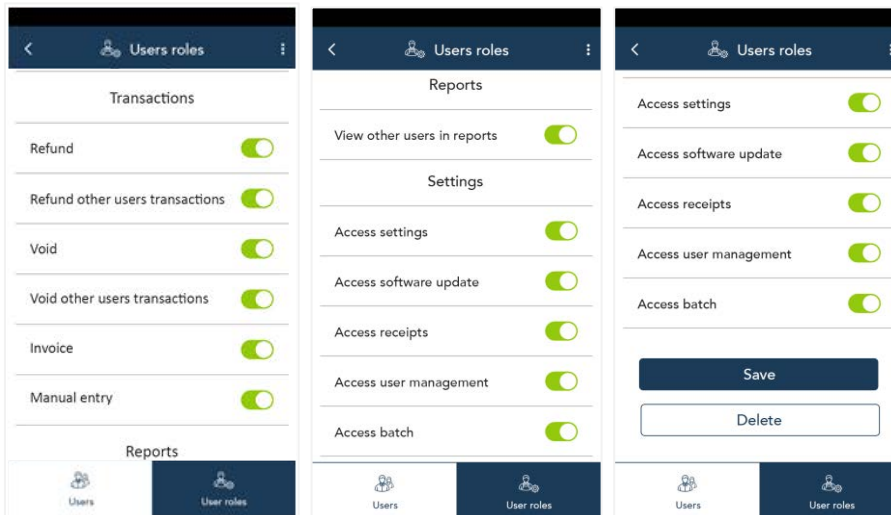 Users roles
Transactions
Refund
Refund other users transactions
Void
Void other users transactions
Invoice
Manual entry
Reports
Users
User roles
Users roles
Reports
View other users in reports
Settings
Access settings
Access software update
Access receipts
Access user management
Access batch
Users
User roles
Users roles
Access settings
Access software update
Access receipts
Access user management
Access batch
Save
Delete
Users
User roles